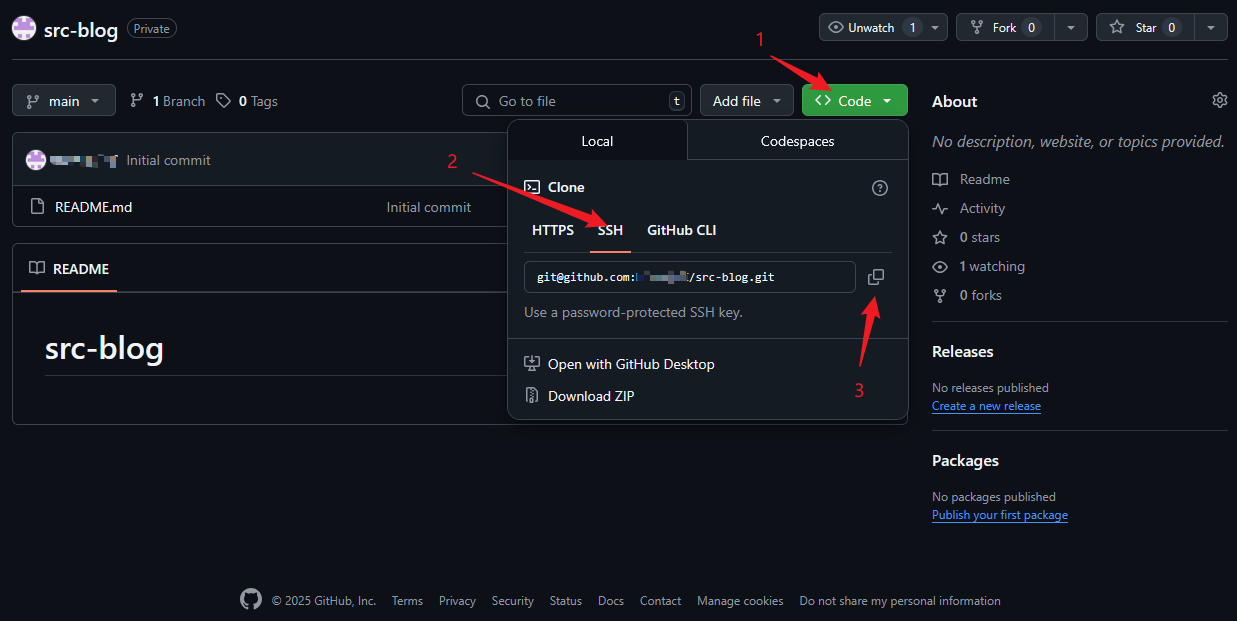 src-blog Private
Unwatch 1
Fork 0
Star 0
1
main
1 Branch
0 Tags
Go to file t
Add file
Code
Initial commit
README.md Initial commit
README
src-blog
Local Codespaces
2
Clone
HTTPS SSH GitHub CLI
git@github.com: /src-blog.git
Use a password-protected SSH key.
Open with GitHub Desktop
Download ZIP
3
About
No description, website, or topics provided.
Readme
Activity
0 stars
1 watching
0 forks
Releases
No releases published
Create a new release
Packages
No packages published
Publish your first package
© 2025 GitHub, Inc. Terms Privacy Security Status Docs Contact Manage cookies Do not share my personal information